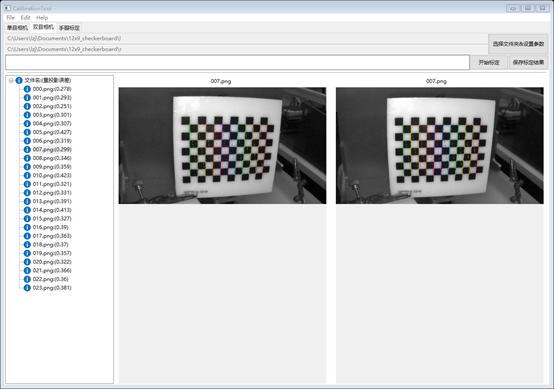 CalibrationTool
File Edit Help
单目相机 双目相机 手眼标定
C:\Users\lzj\Documents\12x9_checkerboard\l
C:\Users\lzj\Documents\12x9_checkerboard\r
选择文件夹&设置参数
开始标定 保存标定结果
文件名:(重投影误差)
000.png:(0.278)
001.png:(0.293)
002.png:(0.251)
003.png:(0.301)
004.png:(0.307)
005.png:(0.427)
006.png:(0.319)
007.png:(0.299)
008.png:(0.346)
009.png:(0.359)
010.png:(0.423)
011.png:(0.321)
012.png:(0.331)
013.png:(0.391)
014.png:(0.413)
015.png:(0.327)
016.png:(0.39)
017.png:(0.363)
018.png:(0.37)
019.png:(0.357)
020.png:(0.322)
021.png:(0.366)
022.png:(0.36)
023.png:(0.381)
007.png
007.png